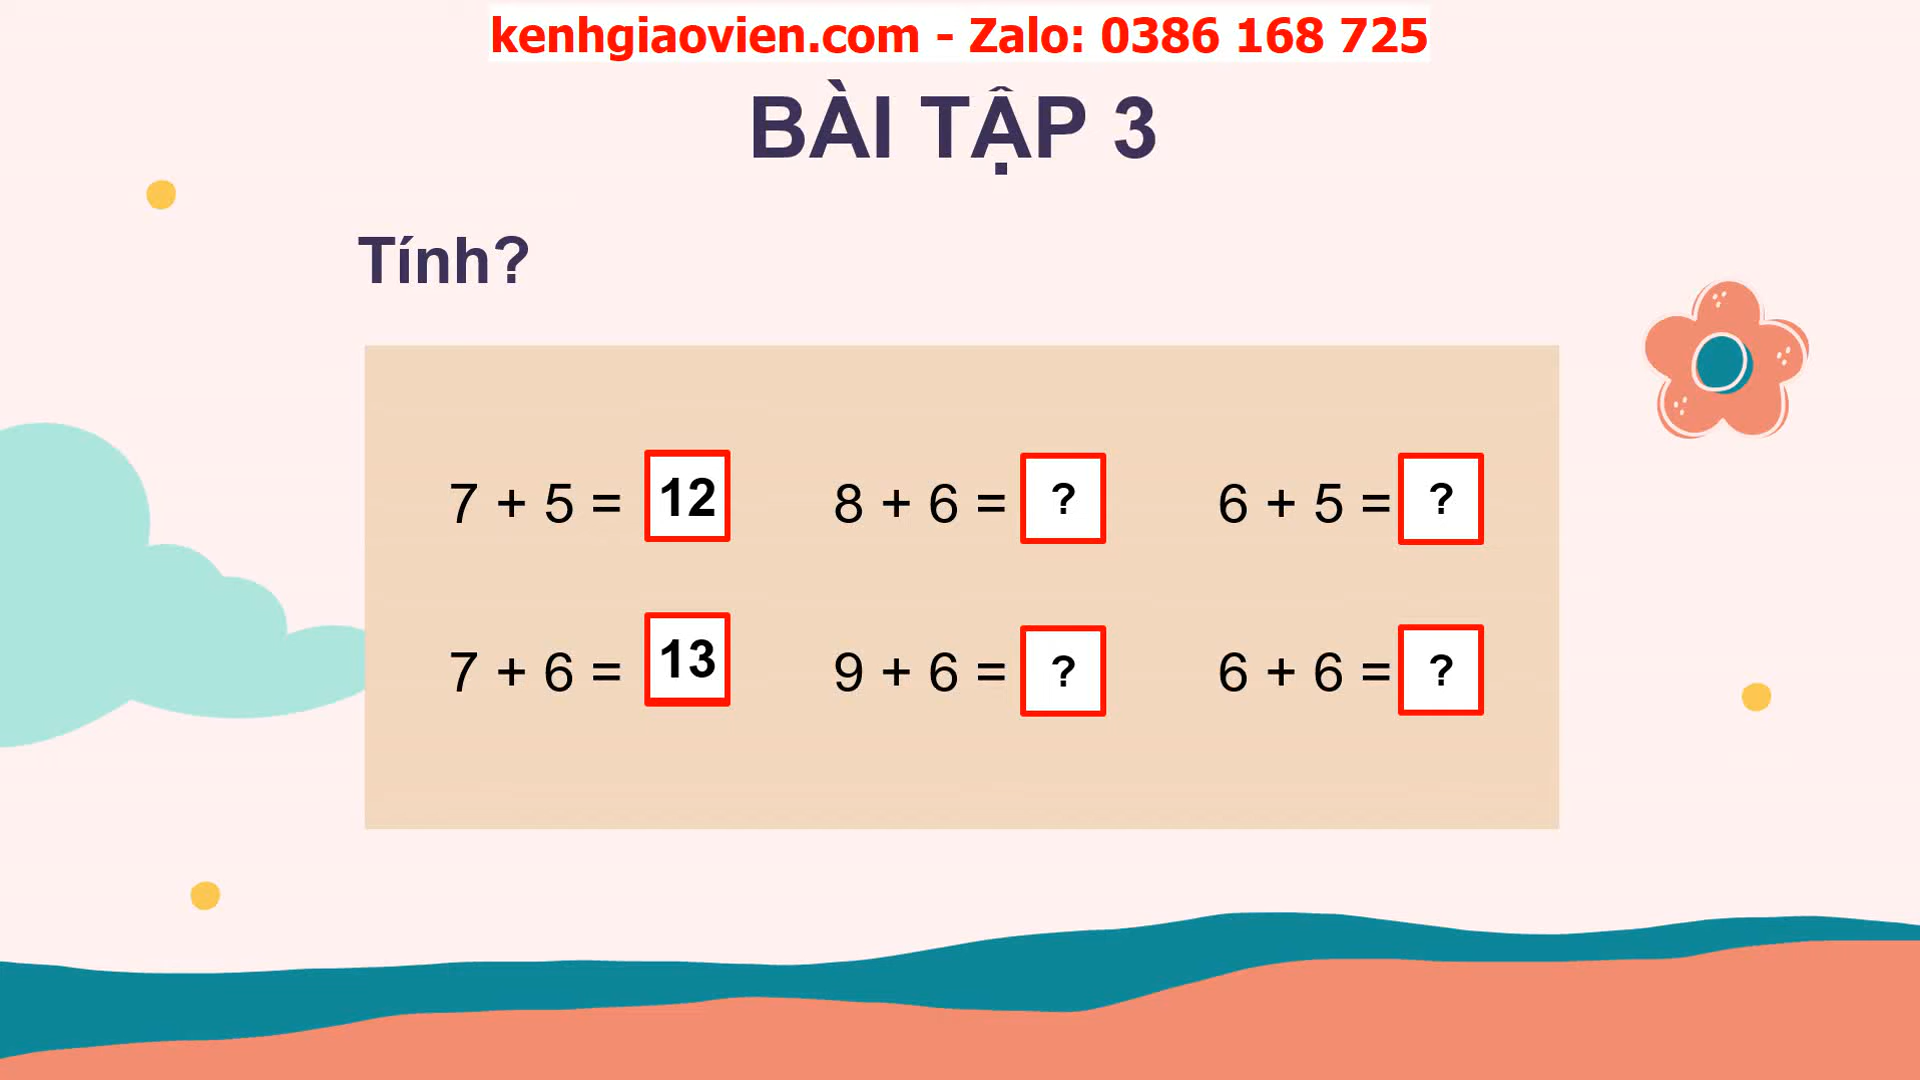 kenhgiaovien.com - Zalo: 0386 168 725
BÀI TẬP 3
Tính?
7 + 5 = 12 8 + 6 = ? 6 + 5 = ?
7 + 6 = 13 9 + 6 = ? 6 + 6 = ?